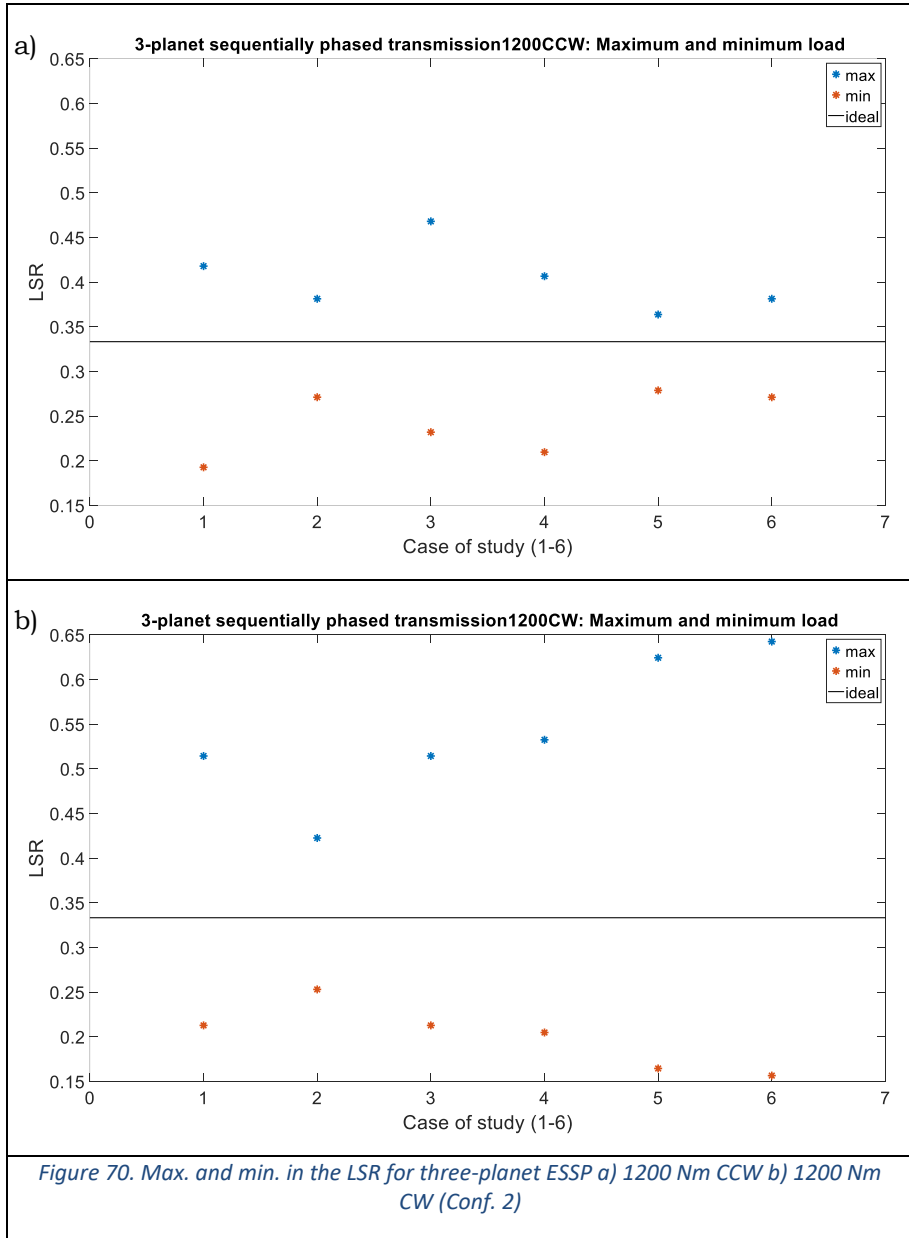 a)
3-planet sequentially phased transmission1200CCW: Maximum and minimum load
0.65
0.6
0.55
0.5
0.45
0.4
0.35
0.3
0.25
0.2
0.15
LSR
max
min
ideal
0 1 2 3 4 5 6 7
Case of study (1-6)
b)
3-planet sequentially phased transmission1200CW: Maximum and minimum load
0.65
0.6
0.55
0.5
0.45
0.4
0.35
0.3
0.25
0.2
0.15
LSR
max
min
ideal
0 1 2 3 4 5 6 7
Case of study (1-6)
Figure 70. Max. and min. in the LSR for three-planet ESSP a) 1200 Nm CCW b) 1200 Nm
CW (Conf. 2)